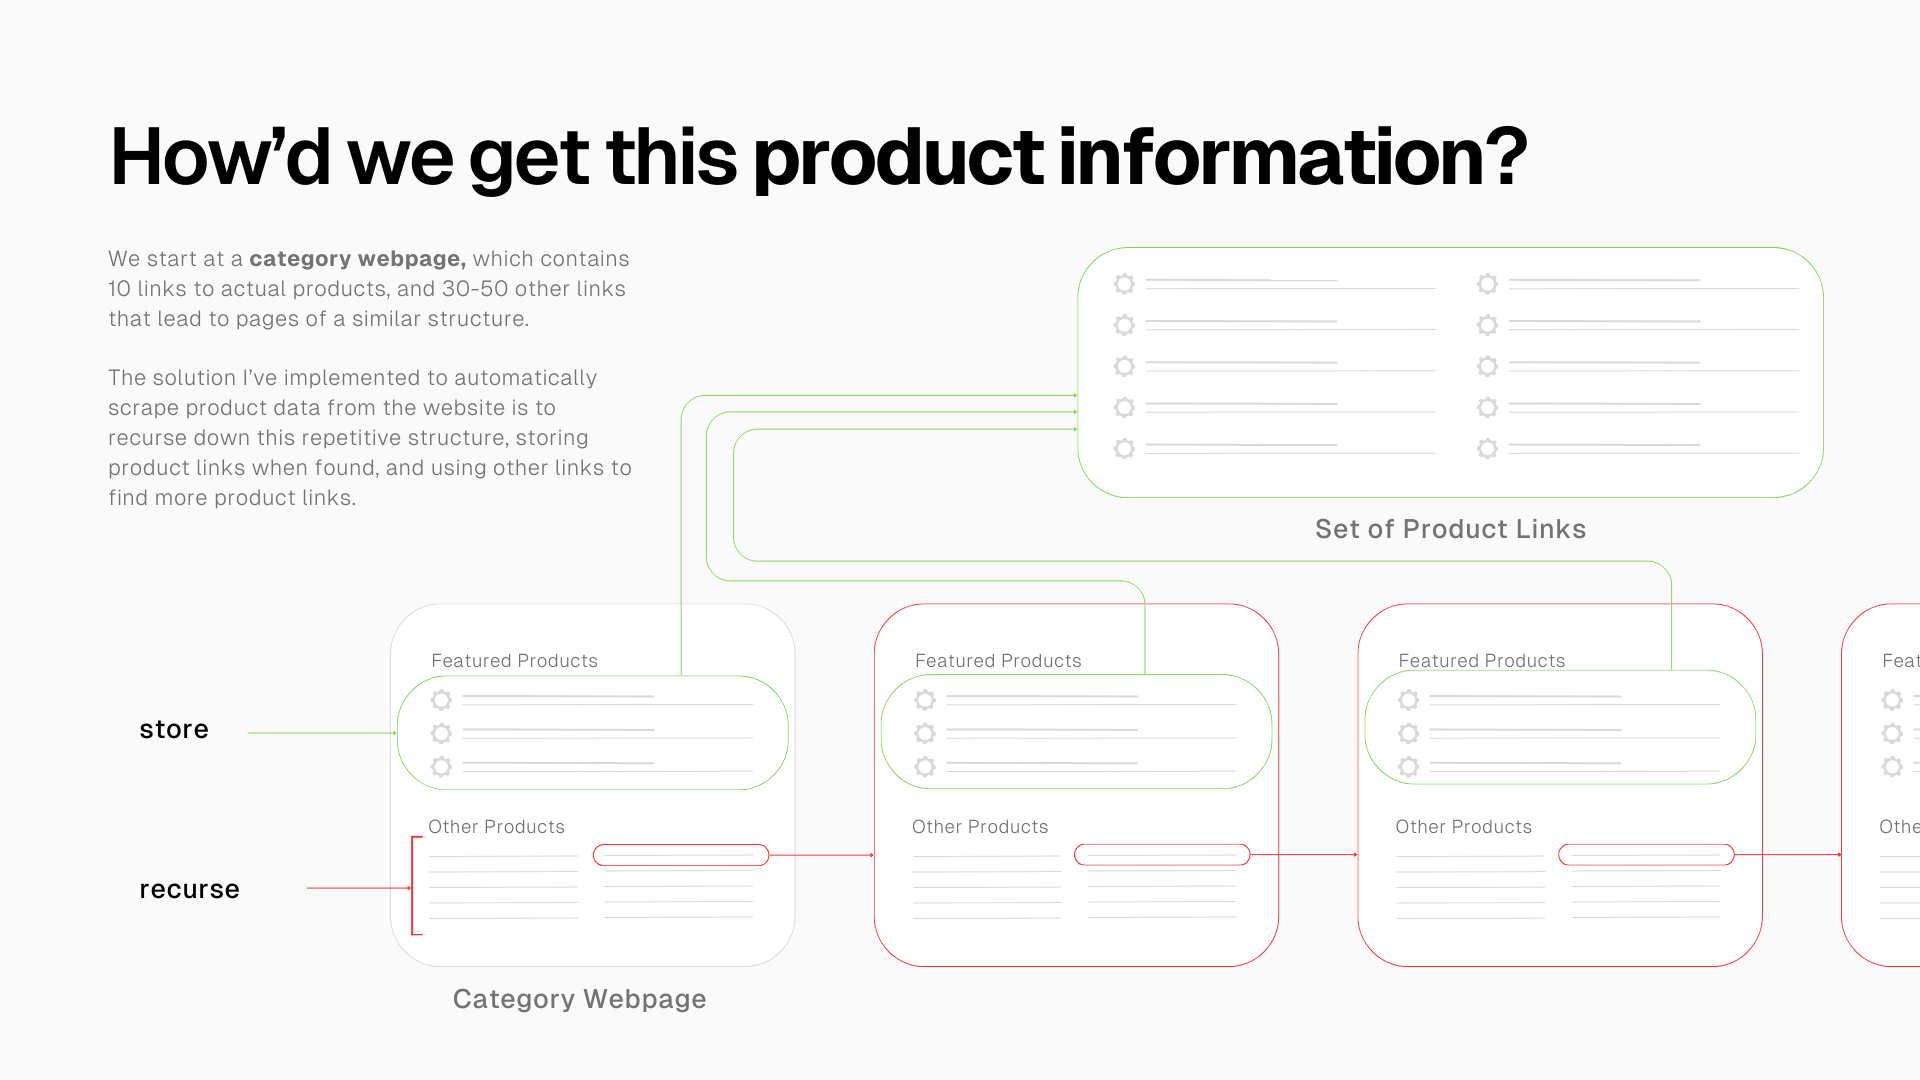 How’d we get this product information?
We start at a category webpage, which contains
10 links to actual products, and 30-50 other links
that lead to pages of a similar structure.
The solution I’ve implemented to automatically
scrape product data from the website is to
recurse down this repetitive structure, storing
product links when found, and using other links to
find more product links.
Set of Product Links
Featured Products
Featured Products
Featured Products
Feat
store
Other Products
Other Products
Other Products
Othe
recurse
Category Webpage